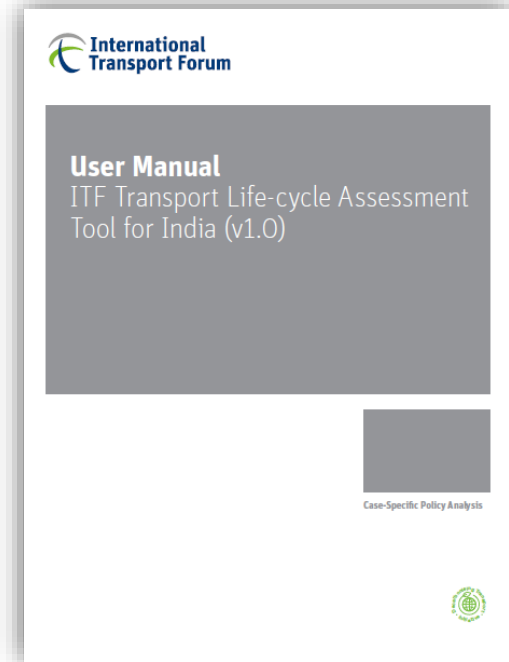 International
Transport Forum
User Manual
ITF Transport Life-cycle Assessment
Tool for India (v1.0)
Case-Specific Policy Analysis